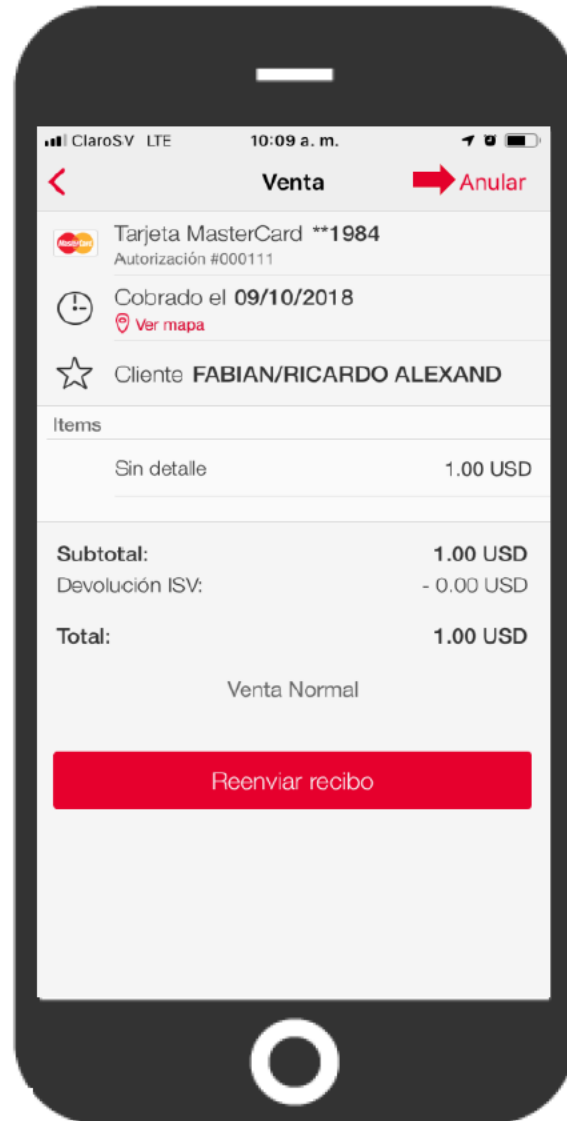 ClaroSV LTE 10:09 a. m.
Venta Anular
MasterCard
Tarjeta MasterCard **1984
Autorización #000111
Cobrado el 09/10/2018
Ver mapa
Cliente FABIAN/RICARDO ALEXAND
Items
Sin detalle 1.00 USD
Subtotal: 1.00 USD
Devolución ISV: - 0.00 USD
Total: 1.00 USD
Venta Normal
Reenviar recibo